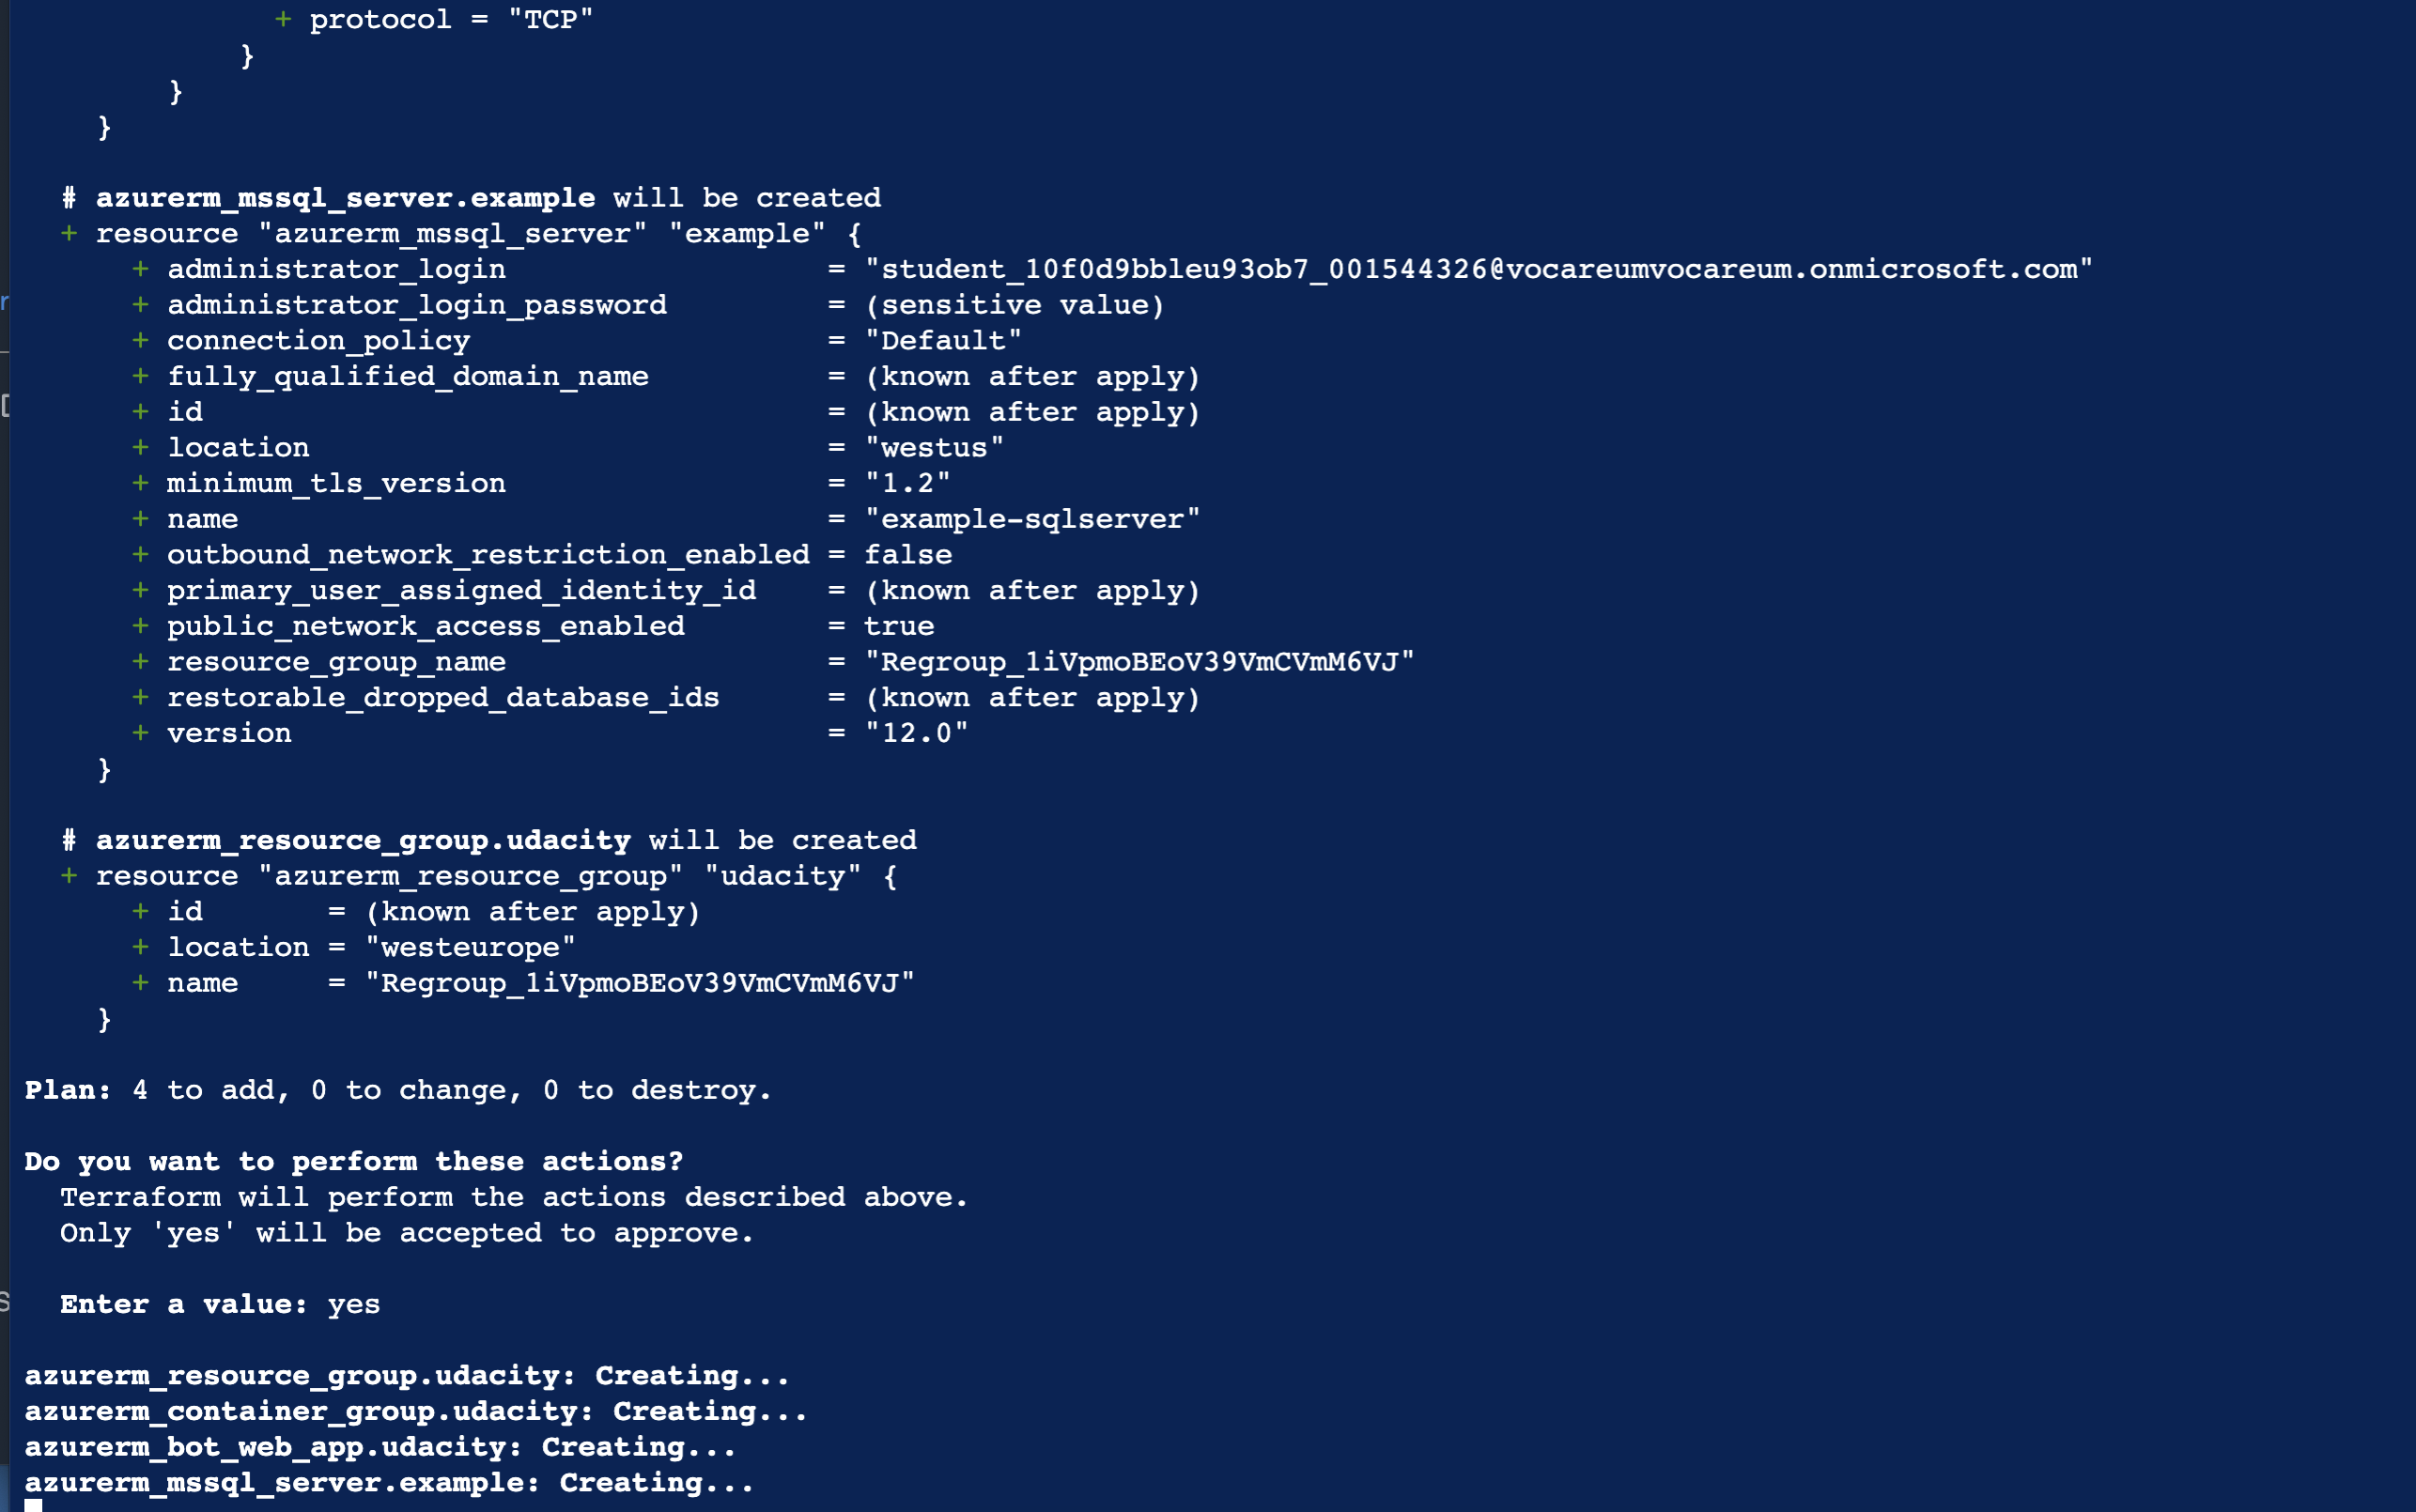 + protocol = "TCP"
}
}
}
# azurerm_mssql_server.example will be created
+ resource "azurerm_mssql_server" "example" {
+ administrator_login = "student_10f0d9bbleu93ob7_001544326@vocareumvocareum.onmicrosoft.com"
+ administrator_login_password = (sensitive value)
+ connection_policy = "Default"
+ fully_qualified_domain_name = (known after apply)
+ id = (known after apply)
+ location = "westus"
+ minimum_tls_version = "1.2"
+ name = "example-sqlserver"
+ outbound_network_restriction_enabled = false
+ primary_user_assigned_identity_id = (known after apply)
+ public_network_access_enabled = true
+ resource_group_name = "Regroup_1iVpmoBEoV39VmCVmM6VJ"
+ restorable_dropped_database_ids = (known after apply)
+ version = "12.0"
}
# azurerm_resource_group.udacity will be created
+ resource "azurerm_resource_group" "udacity" {
+ id = (known after apply)
+ location = "westeurope"
+ name = "Regroup_1iVpmoBEoV39VmCVmM6VJ"
}
Plan: 4 to add, 0 to change, 0 to destroy.
Do you want to perform these actions?
Terraform will perform the actions described above.
Only 'yes' will be accepted to approve.
Enter a value: yes
azurerm_resource_group.udacity: Creating...
azurerm_container_group.udacity: Creating...
azurerm_bot_web_app.udacity: Creating...
azurerm_mssql_server.example: Creating...